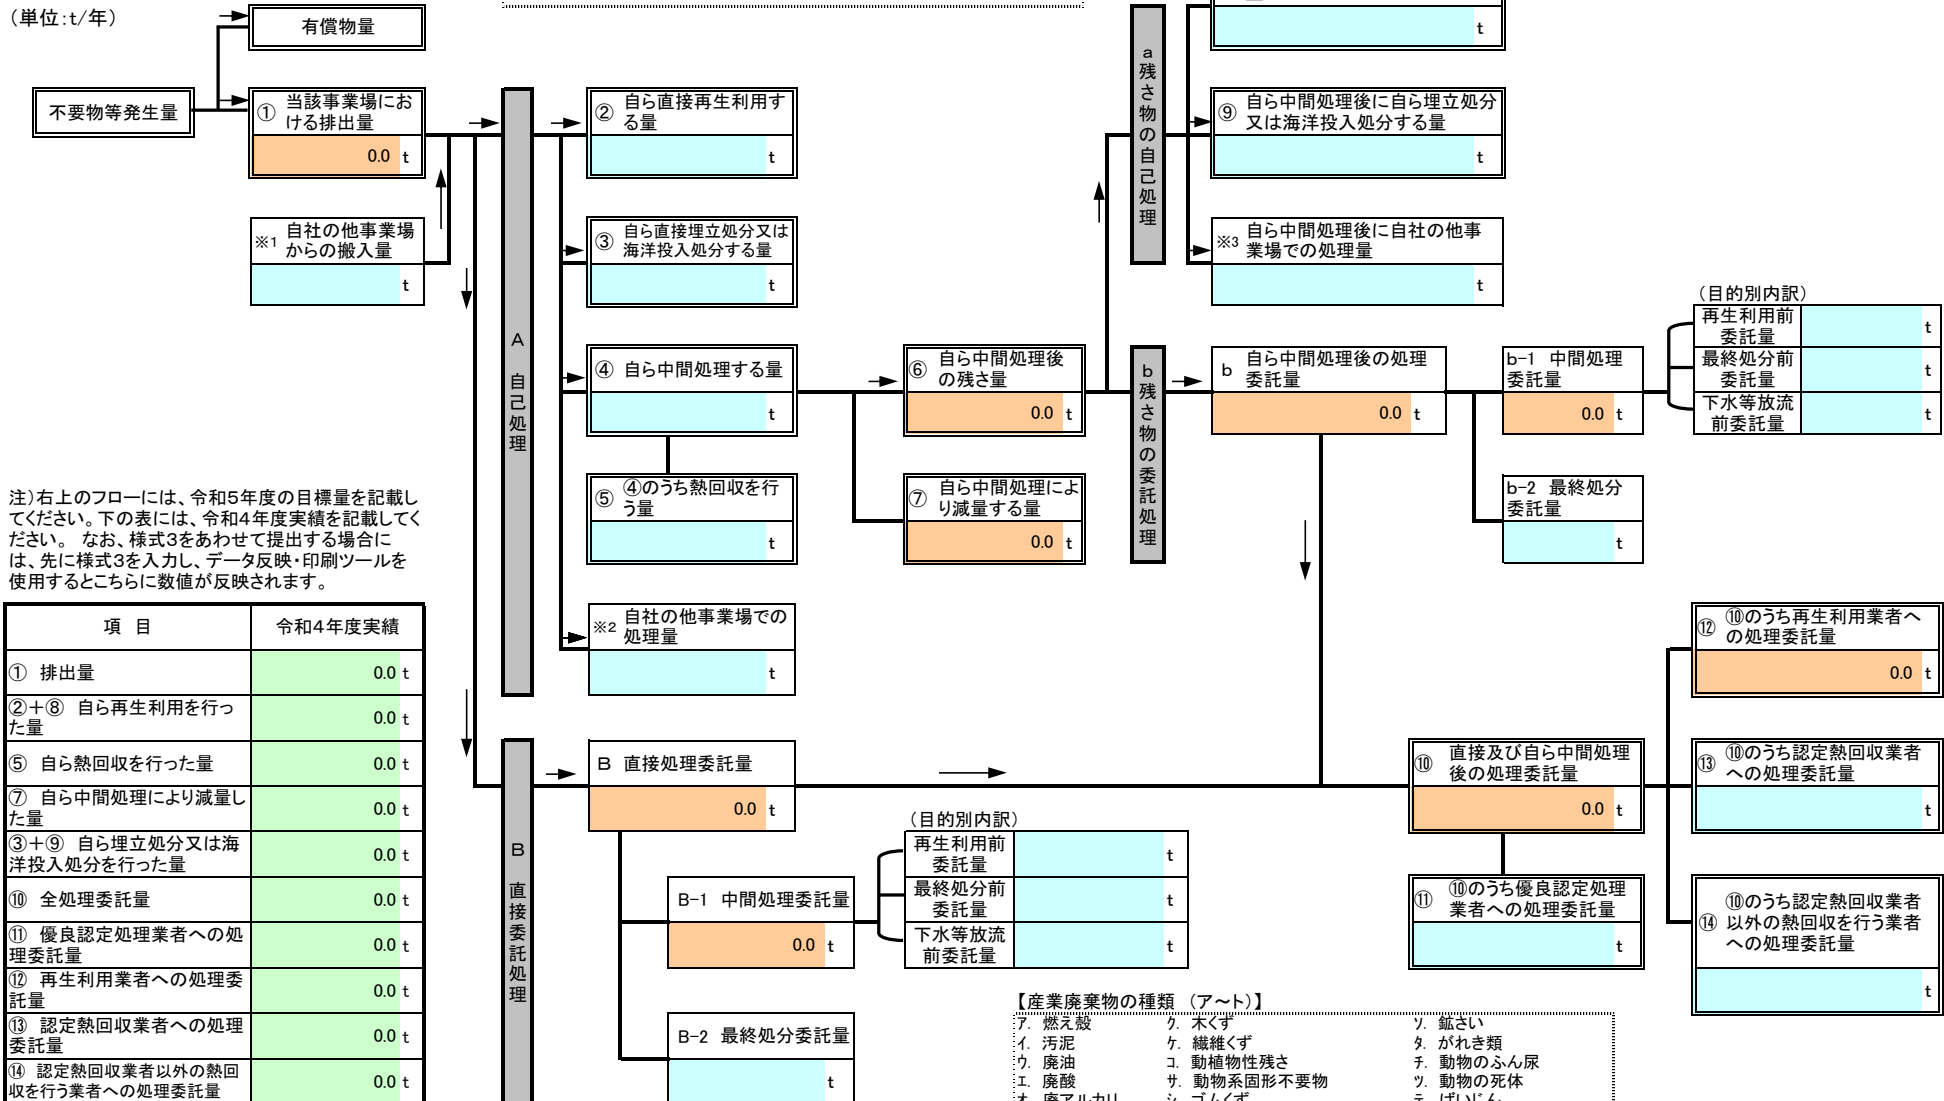 （単位:t/年）
有償物量
不要物等発生量
① 当該事業場にお
ける排出量
0.0 t
※1 自社の他事業場
からの搬入量
t
A 自己処理
② 自ら直接再生利用す
る量
t
③ 自ら直接埋立処分又は
海洋投入処分する量
t
④ 自ら中間処理する量
t
⑤ ④のうち熱回収を行
う量
t
※2 自社の他事業場での
処理量
t
⑥ 自ら中間処理後
の残さ量
0.0 t
⑦ 自ら中間処理によ
り減量する量
0.0 t
a 残さ物の自己処理
t
⑨ 自ら中間処理後に自ら埋立処分
又は海洋投入処分する量
t
※3 自ら中間処理後に自社の他事
業場での処理量
t
b 残さ物の委託処理
b 自ら中間処理後の処理
委託量
0.0 t
b-1 中間処理
委託量
0.0 t
b-2 最終処分
委託量
t
（目的別内訳）
再生利用前
委託量
t
最終処分前
委託量
t
下水等放流
前委託量
t
注）右上のフローには、令和５年度の目標量を記載し
てください。下の表には、令和４年度実績を記載してく
ださい。 なお、様式３をあわせて提出する場合に
は、先に様式３を入力し、データ反映・印刷ツールを
使用するとこちらに数値が反映されます。
項 目 令和４年度実績
① 排出量 0.0 t
②＋⑧ 自ら再生利用を行っ
た量 0.0 t
⑤ 自ら熱回収を行った量 0.0 t
⑦ 自ら中間処理により減量し
た量 0.0 t
③＋⑨ 自ら埋立処分又は海
洋投入処分を行った量 0.0 t
⑩ 全処理委託量 0.0 t
⑪ 優良認定処理業者への処
理委託量 0.0 t
⑫ 再生利用業者への処理委
託量 0.0 t
⑬ 認定熱回収業者への処理
委託量 0.0 t
⑭ 認定熱回収業者以外の熱回
収を行う業者への処理委託量 0.0 t
B 直接委託処理
B 直接処理委託量
0.0 t
B-1 中間処理委託量
0.0 t
B-2 最終処分委託量
t
（目的別内訳）
再生利用前
委託量
t
最終処分前
委託量
t
下水等放流
前委託量
t
⑩ 直接及び自ら中間処理
後の処理委託量
0.0 t
⑪ ⑩のうち優良認定処理
業者への処理委託量
t
⑫ ⑩のうち再生利用業者へ
の処理委託量
0.0 t
⑬ ⑩のうち認定熱回収業者
への処理委託量
t
⑭ ⑩のうち認定熱回収業者
以外の熱回収を行う業者
への処理委託量
t
【産業廃棄物の種類 （ア〜ト）】
ア. 燃え殻 ク. 木くず ソ. 鉱さい
イ. 汚泥 ケ. 繊維くず タ. がれき類
ウ. 廃油 コ. 動植物性残さ チ. 動物のふん尿
エ. 廃酸 サ. 動物系固形不要物 ツ. 動物の死体
オ. 廃アルカリ シ. ゴムくず テ. ばいじん